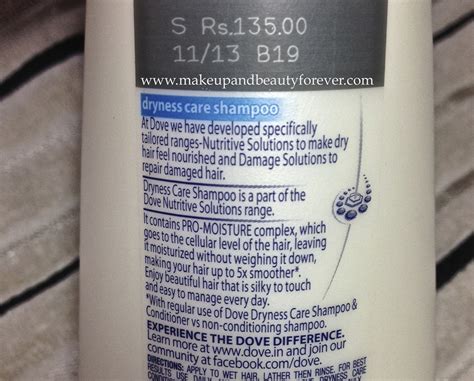 S Rs.135.00
11/13 B19
www.makeupandbeautyforever.com
dryness care shampoo
At Dove we have developed specifically
tailored ranges-Nutritive Solutions to make dry
hair feel nourished and Damage Solutions to
repair damaged hair.
Dryness Care Shampoo is a part of the
Dove Nutritive Solutions range.
It contains PRO-MOISTURE complex, which
goes to the cellular level of the hair, leaving
it moisturized without weighing it down,
making your hair up to 5x smoother*.
Enjoy beautiful hair that is silky to touch
and easy to manage every day.
*With regular use of Dove Dryness Care Shampoo &
Conditioner vs non-conditioning shampoo.
EXPERIENCE THE DOVE DIFFERENCE.
Learn more at www.dove.in and join our
community at facebook.com/dove.
DIRECTIONS: APPLY TO WET HAIR, LATHER THEN RINSE. FOR BEST
RESULTS USE DAILY